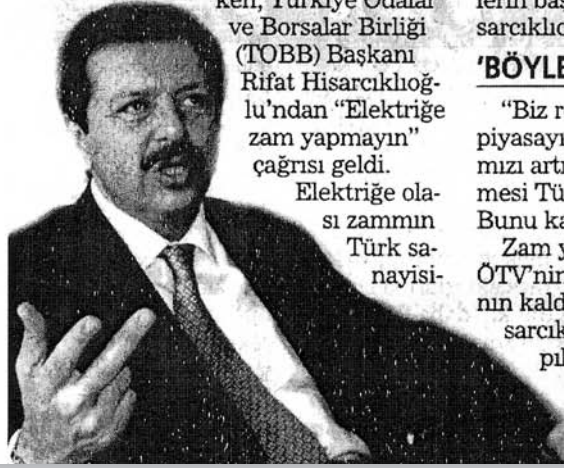 ken, Türkiye Odalar
ve Borsalar Birliği
(TOBB) Başkanı
Rifat Hisarcıklıoğ-
lu'ndan “Elektriğe
zam yapmayın”
çağrısı geldi.
Elektriğe ola-
sı zammın
Türk sa-
nayisi-
lerin baş
sarcıklıo
'BÖYLE
“Biz r
piyasayı
mızı artı
mesi Tü
Bunu ka
Zam y
ÖTV'nin
nın kald
sarcık
pıl